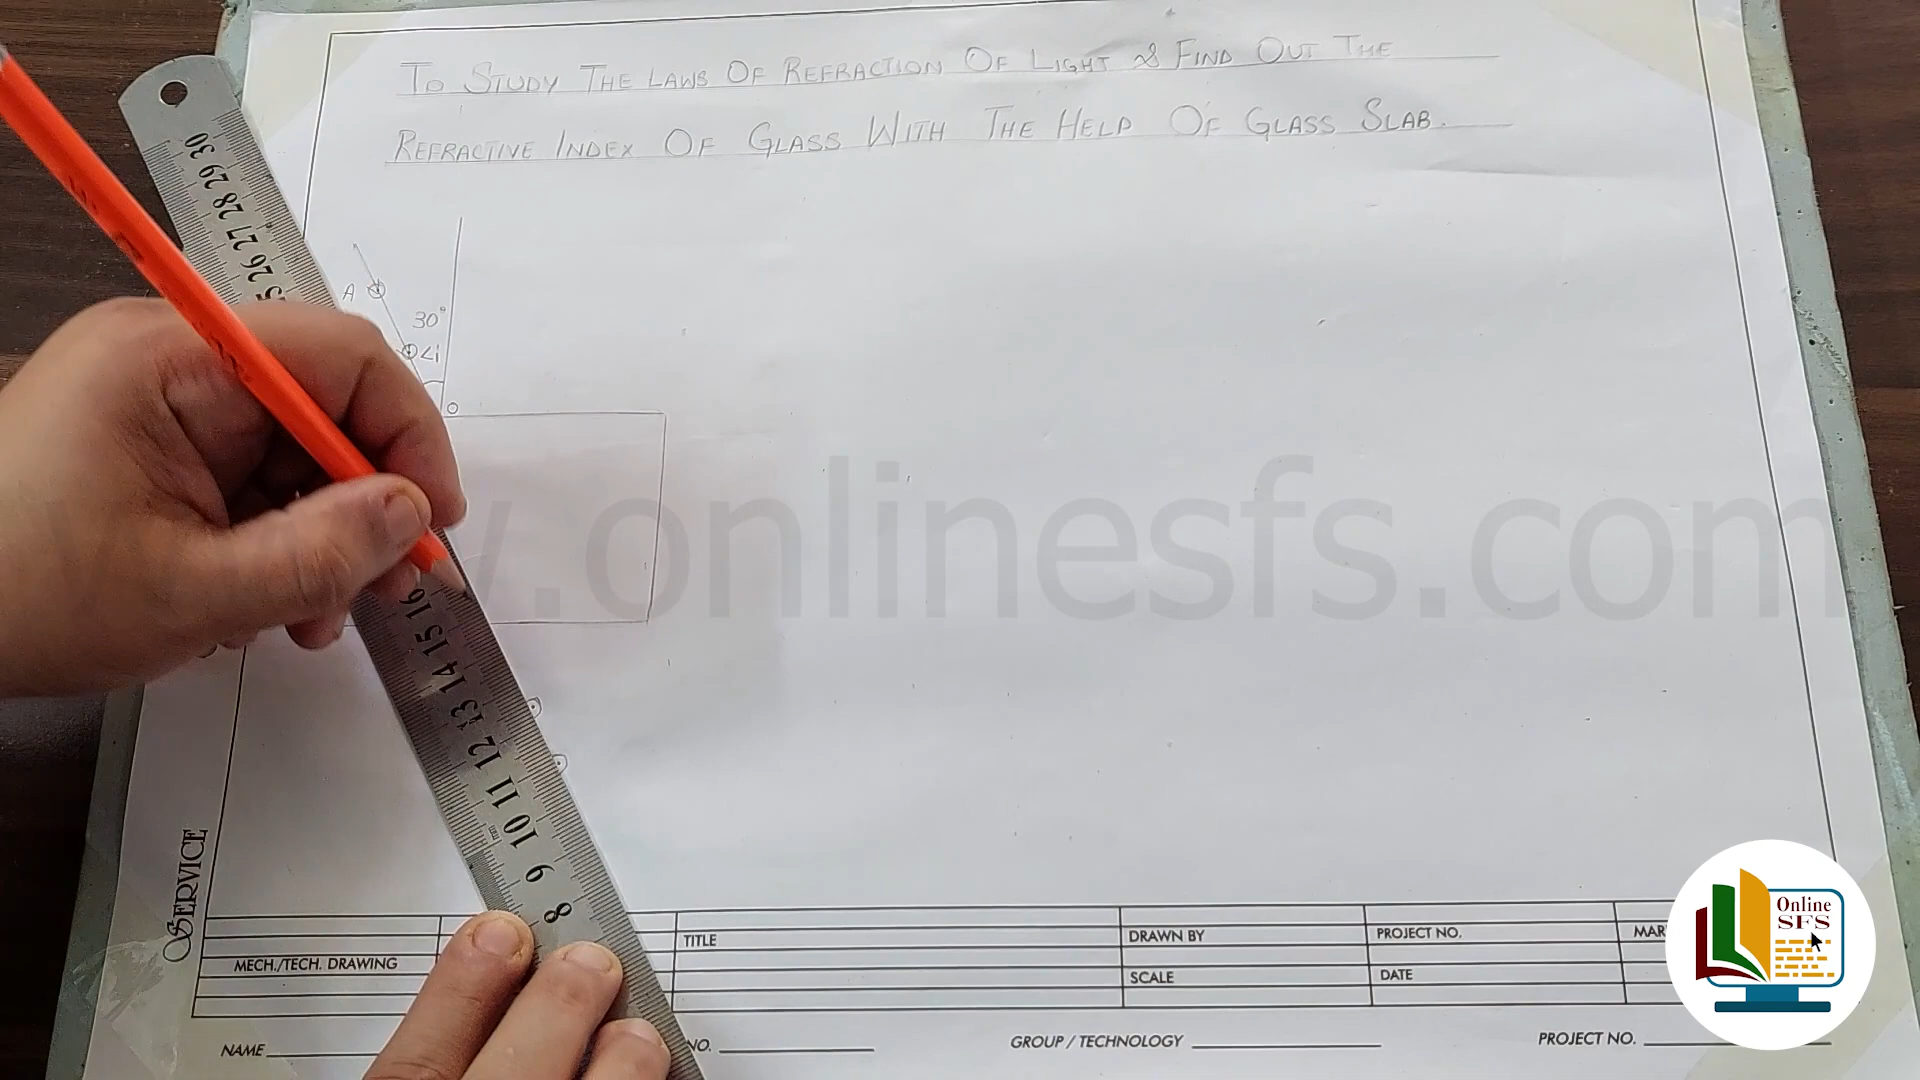 TO STUDY THE LAWS OF REFRACTION OF LIGHT & FIND OUT THE
REFRACTIVE INDEX OF GLASS WITH THE HELP OF GLASS SLAB.
30 29 28 27 26
A
30°
<i
O
.onlinesfs.com
16 15 14 13 12 11 10 9 8
mm
SERVICE
MECH./TECH. DRAWING
TITLE
DRAWN BY
PROJECT NO.
SCALE
DATE
Online
SFS
NAME
NO.
GROUP / TECHNOLOGY
PROJECT NO.